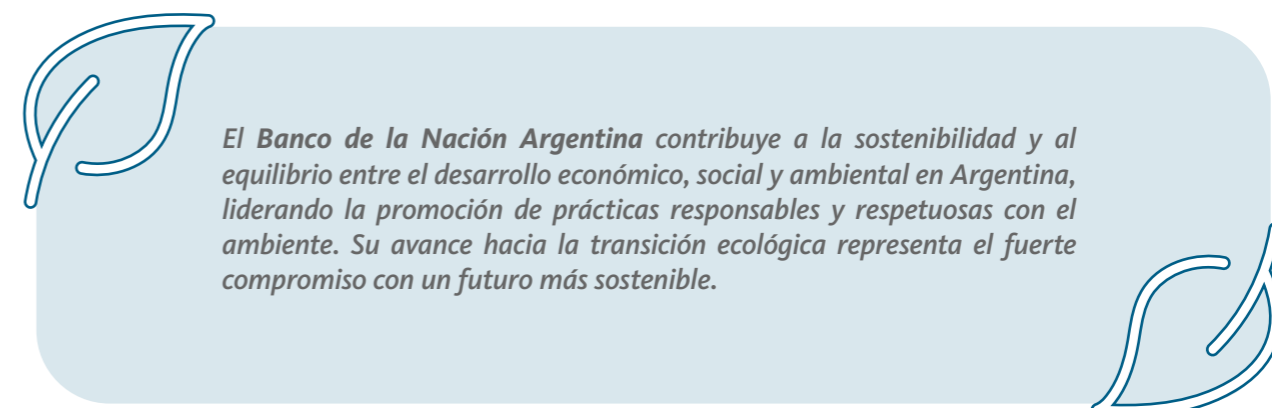 El Banco de la Nación Argentina contribuye a la sostenibilidad y al
equilibrio entre el desarrollo económico, social y ambiental en Argentina,
liderando la promoción de prácticas responsables y respetuosas con el
ambiente. Su avance hacia la transición ecológica representa el fuerte
compromiso con un futuro más sostenible.